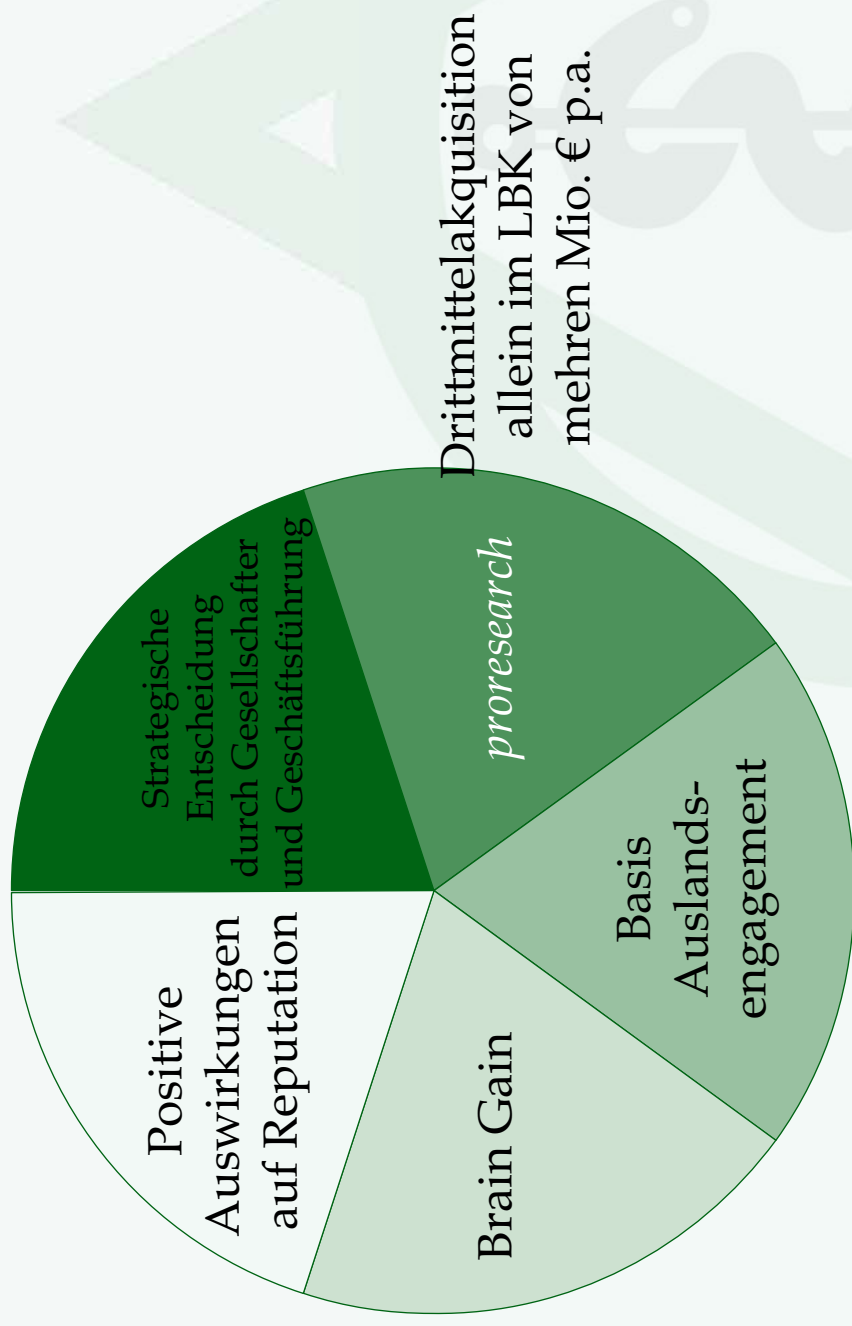 Strategische
Entscheidung
durch Gesellschafter
und Geschäftsführung
proresearch
Drittmittelakquisition
allein im LBK von
mehren Mio. € p.a.
Basis
Auslands-
engagement
Brain Gain
Positive
Auswirkungen
auf Reputation